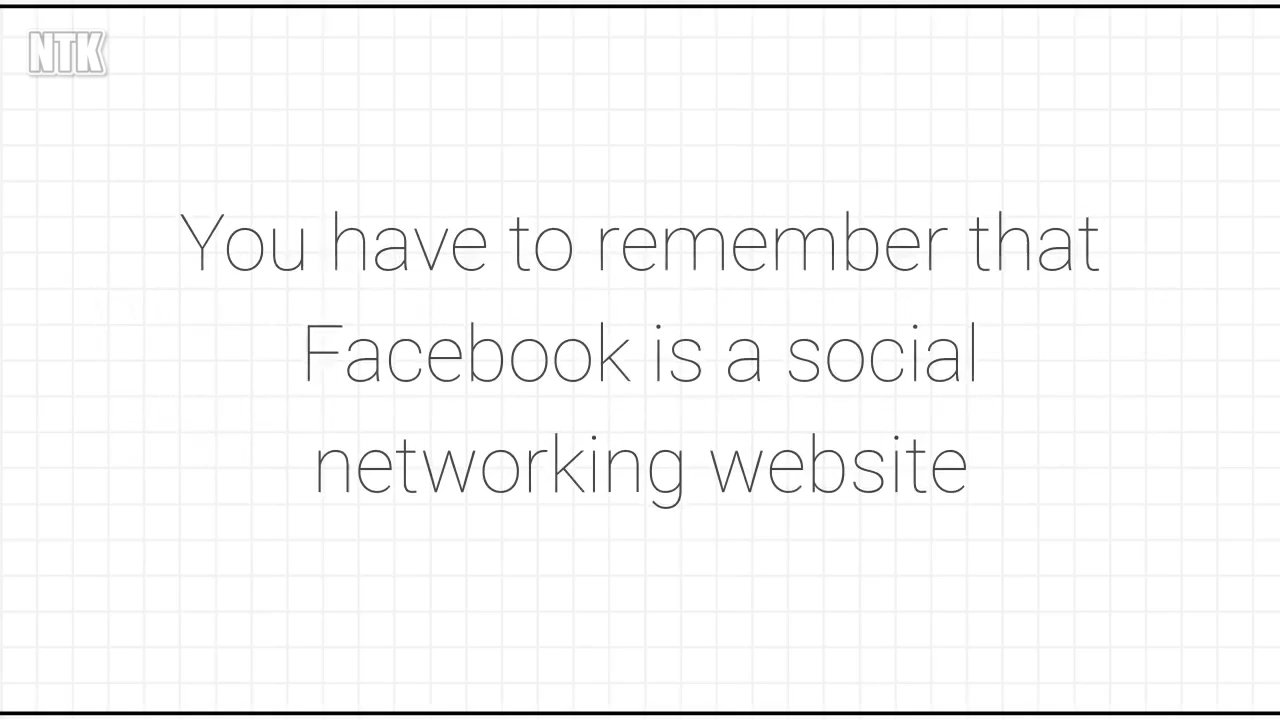 NTK
You have to remember that
Facebook is a social
networking website